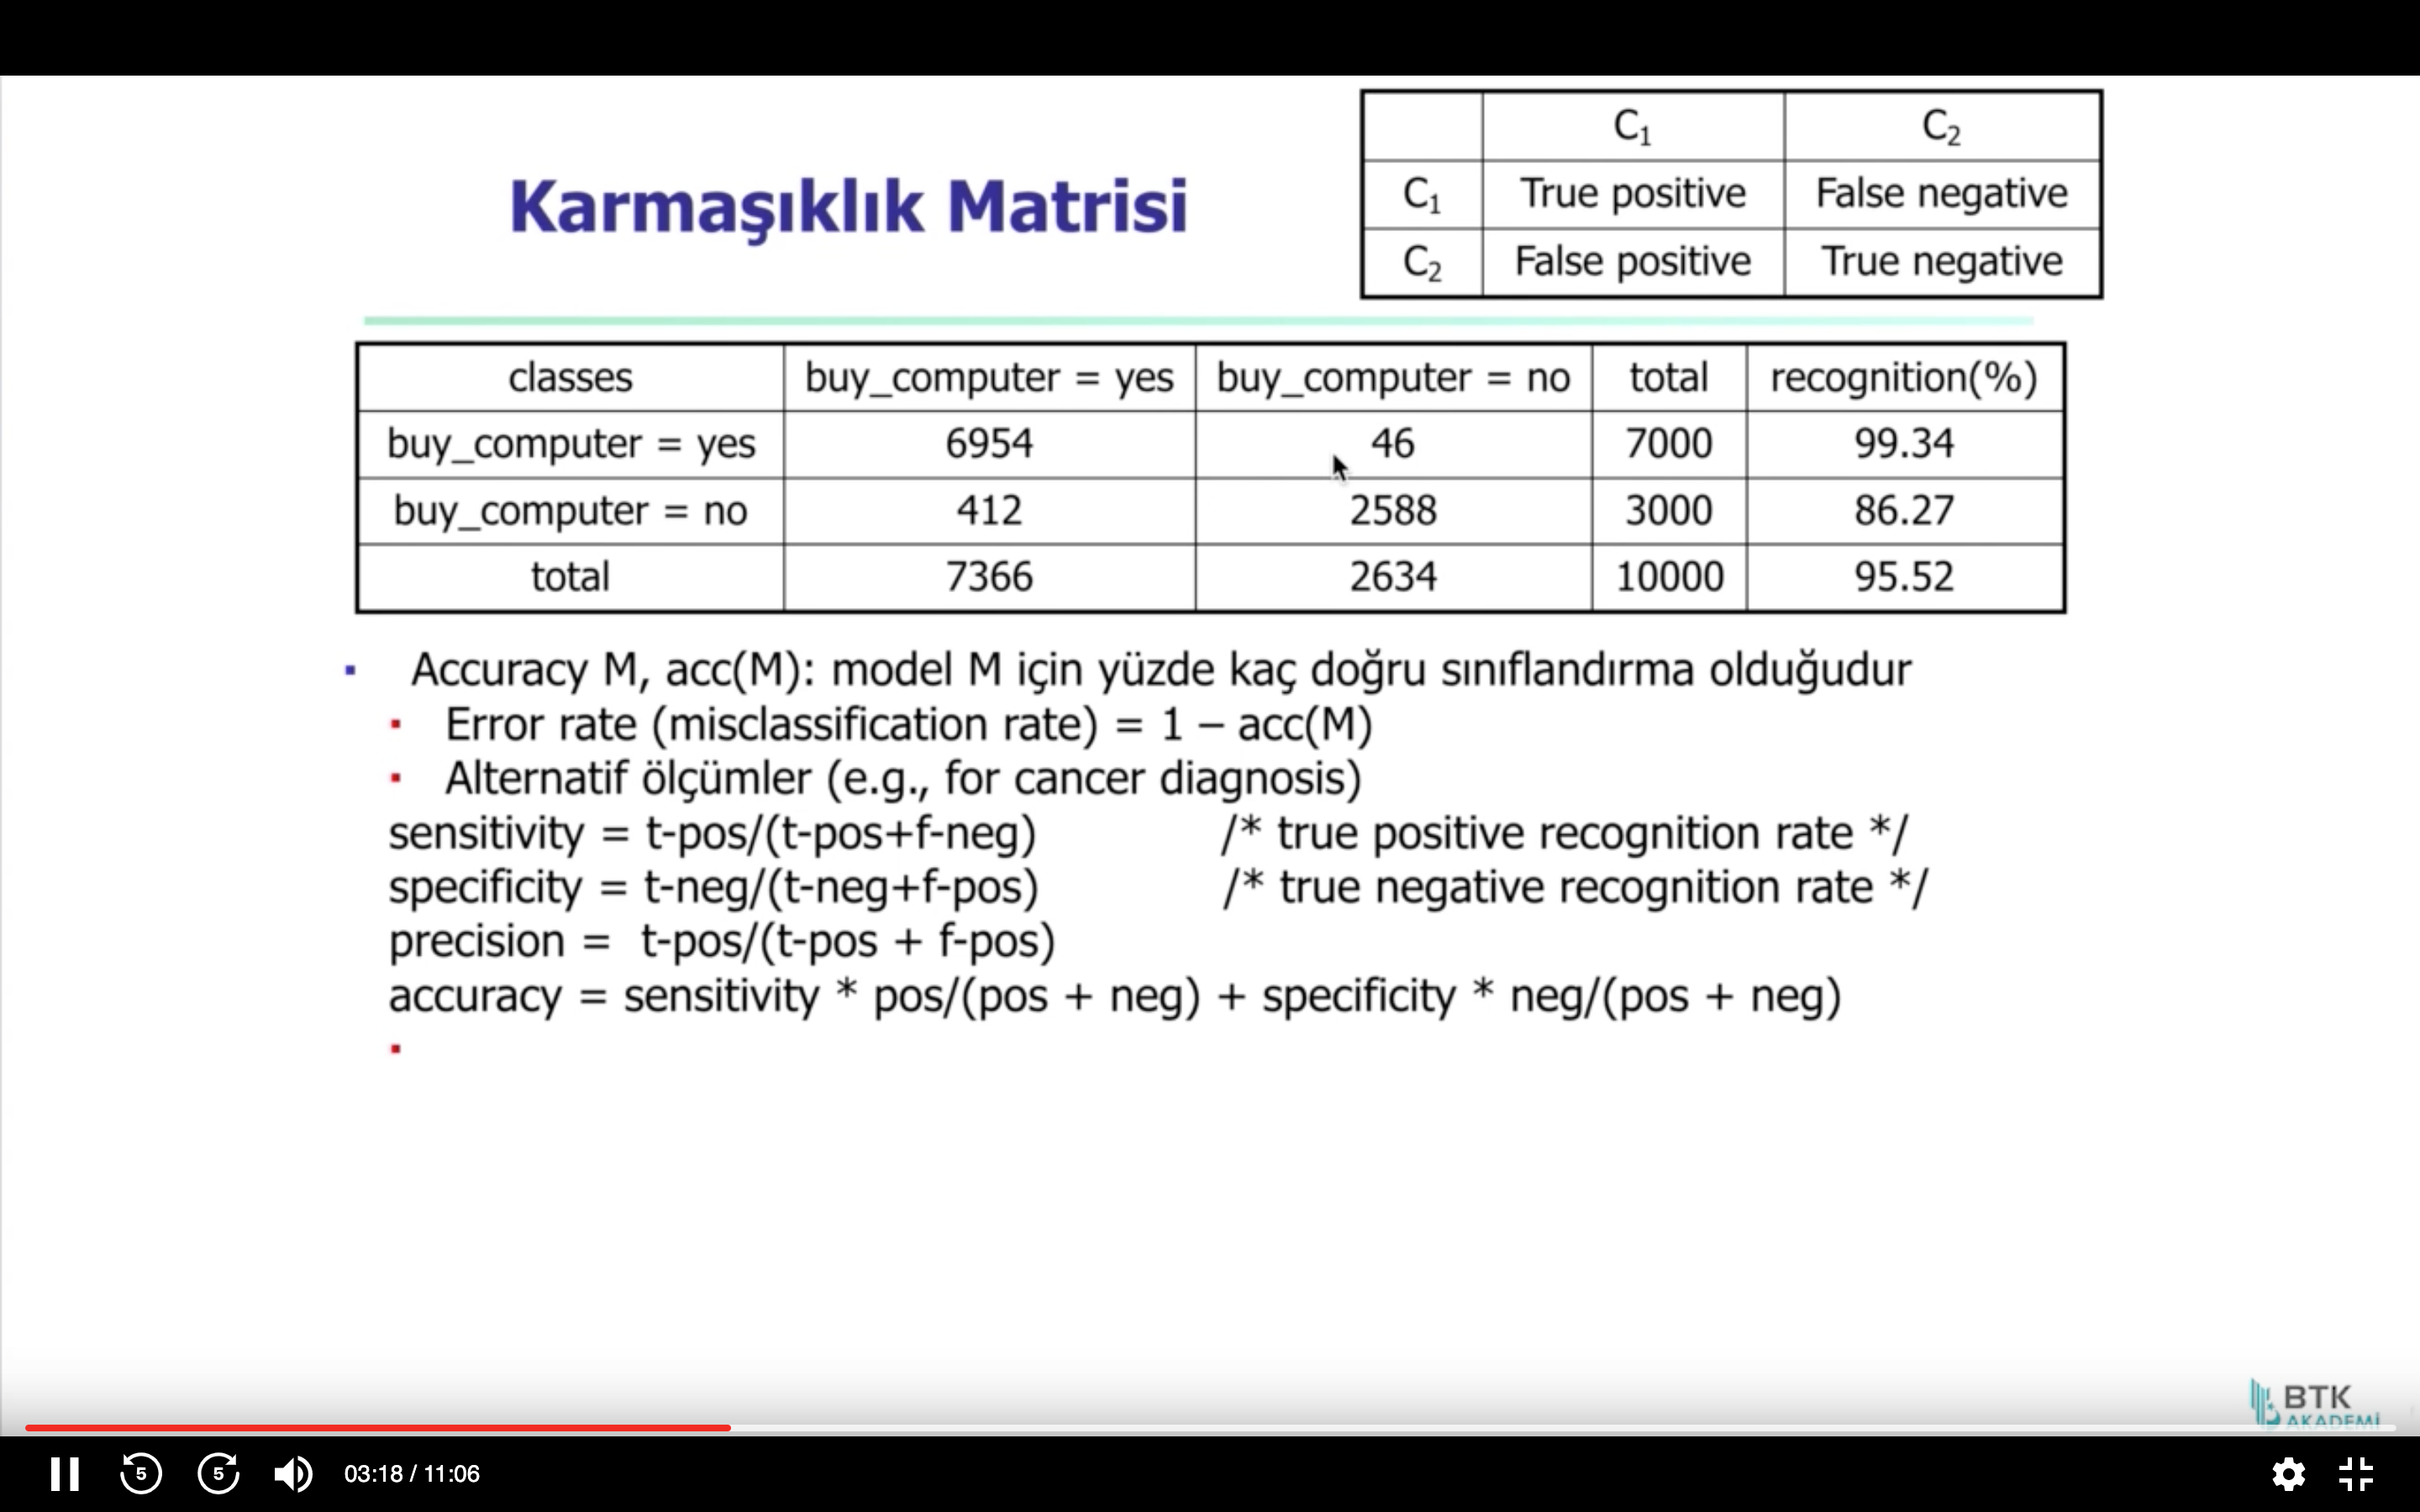 C₁ C₂
Karmaşıklık Matrisi
C₁ True positive False negative
C₂ False positive True negative
classes buy_computer = yes buy_computer = no total recognition(%)
buy_computer = yes 6954 46 7000 99.34
buy_computer = no 412 2588 3000 86.27
total 7366 2634 10000 95.52
Accuracy M, acc(M): model M için yüzde kaç doğru sınıflandırma olduğudur
Error rate (misclassification rate) = 1 – acc(M)
Alternatif ölçümler (e.g., for cancer diagnosis)
sensitivity = t-pos/(t-pos+f-neg) /* true positive recognition rate */
specificity = t-neg/(t-neg+f-pos) /* true negative recognition rate */
precision = t-pos/(t-pos + f-pos)
accuracy = sensitivity * pos/(pos + neg) + specificity * neg/(pos + neg)
BTK
AKADEMİ
5 5 03:18 / 11:06